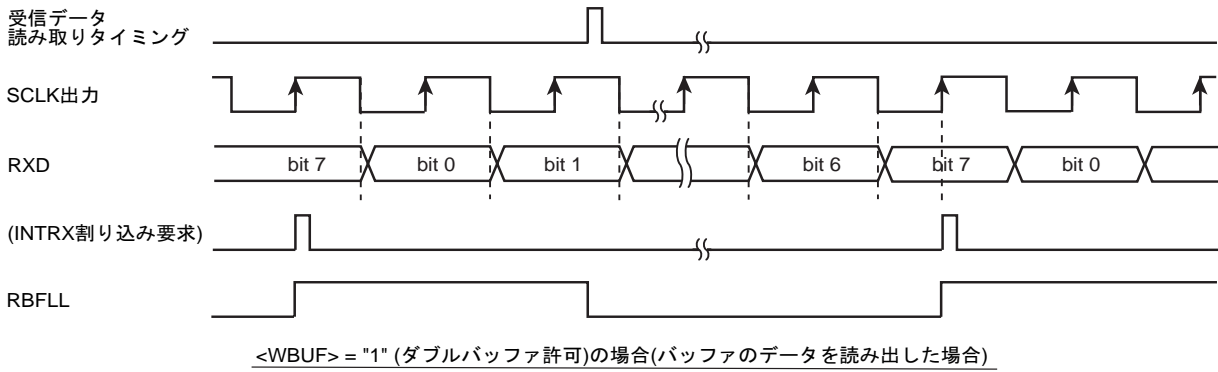 受信データ
読み取りタイミング
SCLK出力
RXD
bit 7 bit 0 bit 1 bit 6 bit 7 bit 0
(INTRX割り込み要求)
RBFLL
<WBUF> = "1" (ダブルバッファ許可)の場合(バッファのデータを読み出した場合)